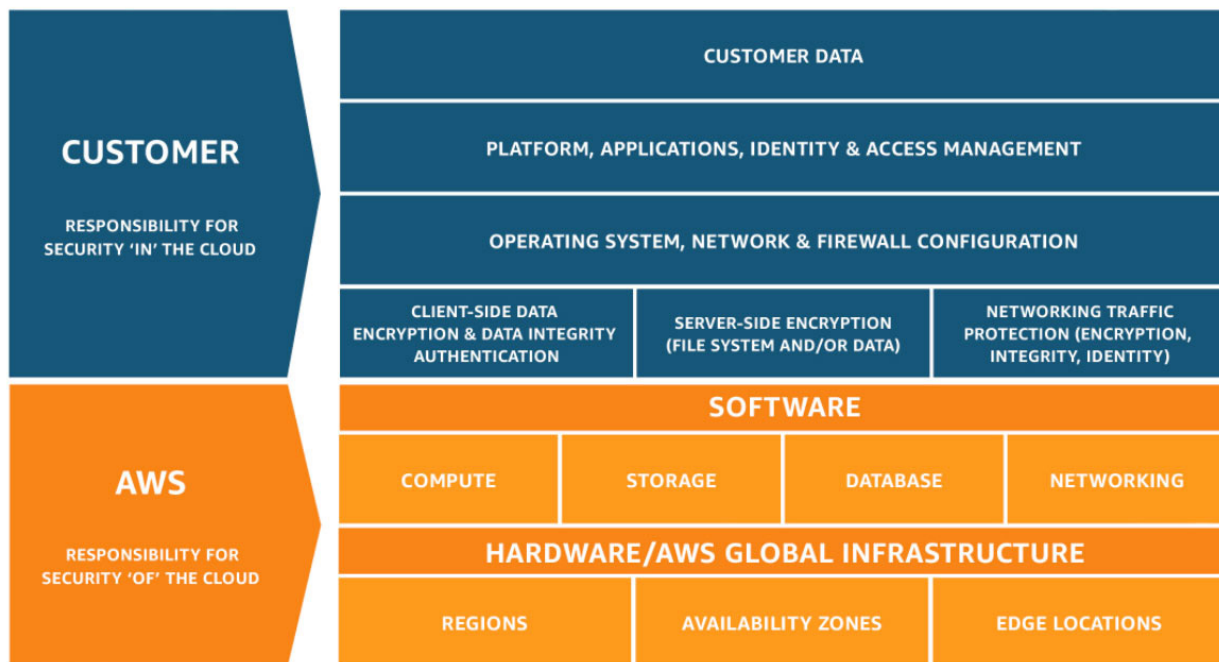 CUSTOMER
RESPONSIBILITY FOR
SECURITY ‘IN’ THE CLOUD
CUSTOMER DATA
PLATFORM, APPLICATIONS, IDENTITY & ACCESS MANAGEMENT
OPERATING SYSTEM, NETWORK & FIREWALL CONFIGURATION
CLIENT-SIDE DATA
ENCRYPTION & DATA INTEGRITY
AUTHENTICATION
SERVER-SIDE ENCRYPTION
(FILE SYSTEM AND/OR DATA)
NETWORKING TRAFFIC
PROTECTION (ENCRYPTION,
INTEGRITY, IDENTITY)
AWS
RESPONSIBILITY FOR
SECURITY ‘OF’ THE CLOUD
SOFTWARE
COMPUTE
STORAGE
DATABASE
NETWORKING
HARDWARE/AWS GLOBAL INFRASTRUCTURE
REGIONS
AVAILABILITY ZONES
EDGE LOCATIONS